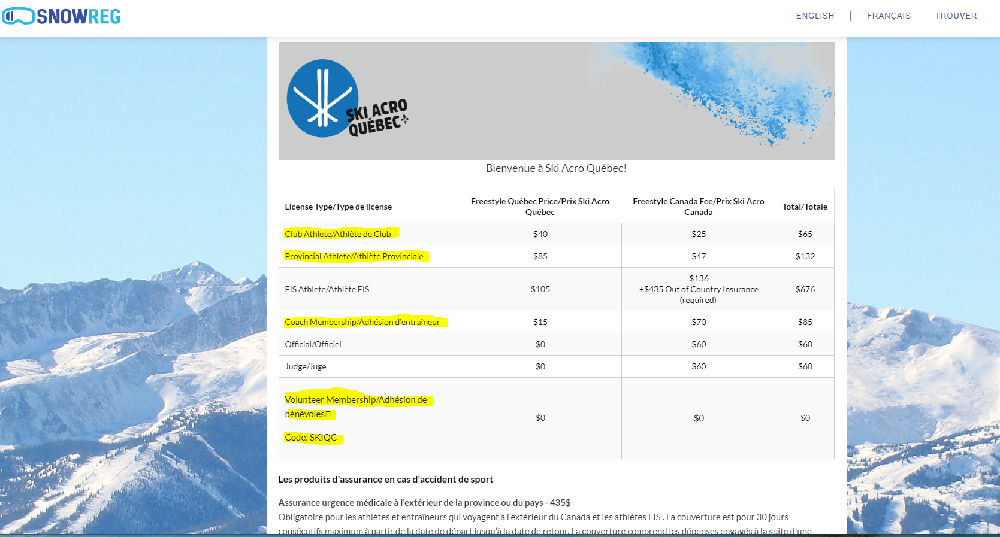 SNOWREG
ENGLISH | FRANÇAIS TROUVER
SKI ACRO
QUÉBEC
Bienvenue à Ski Acro Québec!
License Type/Type de license
Freestyle Québec Price/Prix Ski Acro
Québec
Freestyle Canada Fee/Prix Ski Acro
Canada
Total/Totale
Club Athlete/Athlète de Club $40 $25 $65
Provincial Athlete/Athlète Provinciale $85 $47 $132
FIS Athlete/Athlète FIS $105
$136
+$435 Out of Country Insurance
(required)
$676
Coach Membership/Adhésion d'entraîneur $15 $70 $85
Official/Officiel $0 $60 $60
Judge/Juge $0 $60 $60
Volunteer Membership/Adhésion de
bénévoles
Code: SKIQC
$0 $0 $0
Les produits d'assurance en cas d'accident de sport
Assurance urgence médicale à l'extérieur de la province ou du pays - 435$
Obligatoire pour les athlètes et entraîneurs qui voyagent à l’extérieur du Canada et les athlètes FIS . La couverture est pour 30 jours
consécutifs maximum à partir de la date de départ jusqu’à la date de retour. La couverture comprend les dépenses engagés à la suite d'une